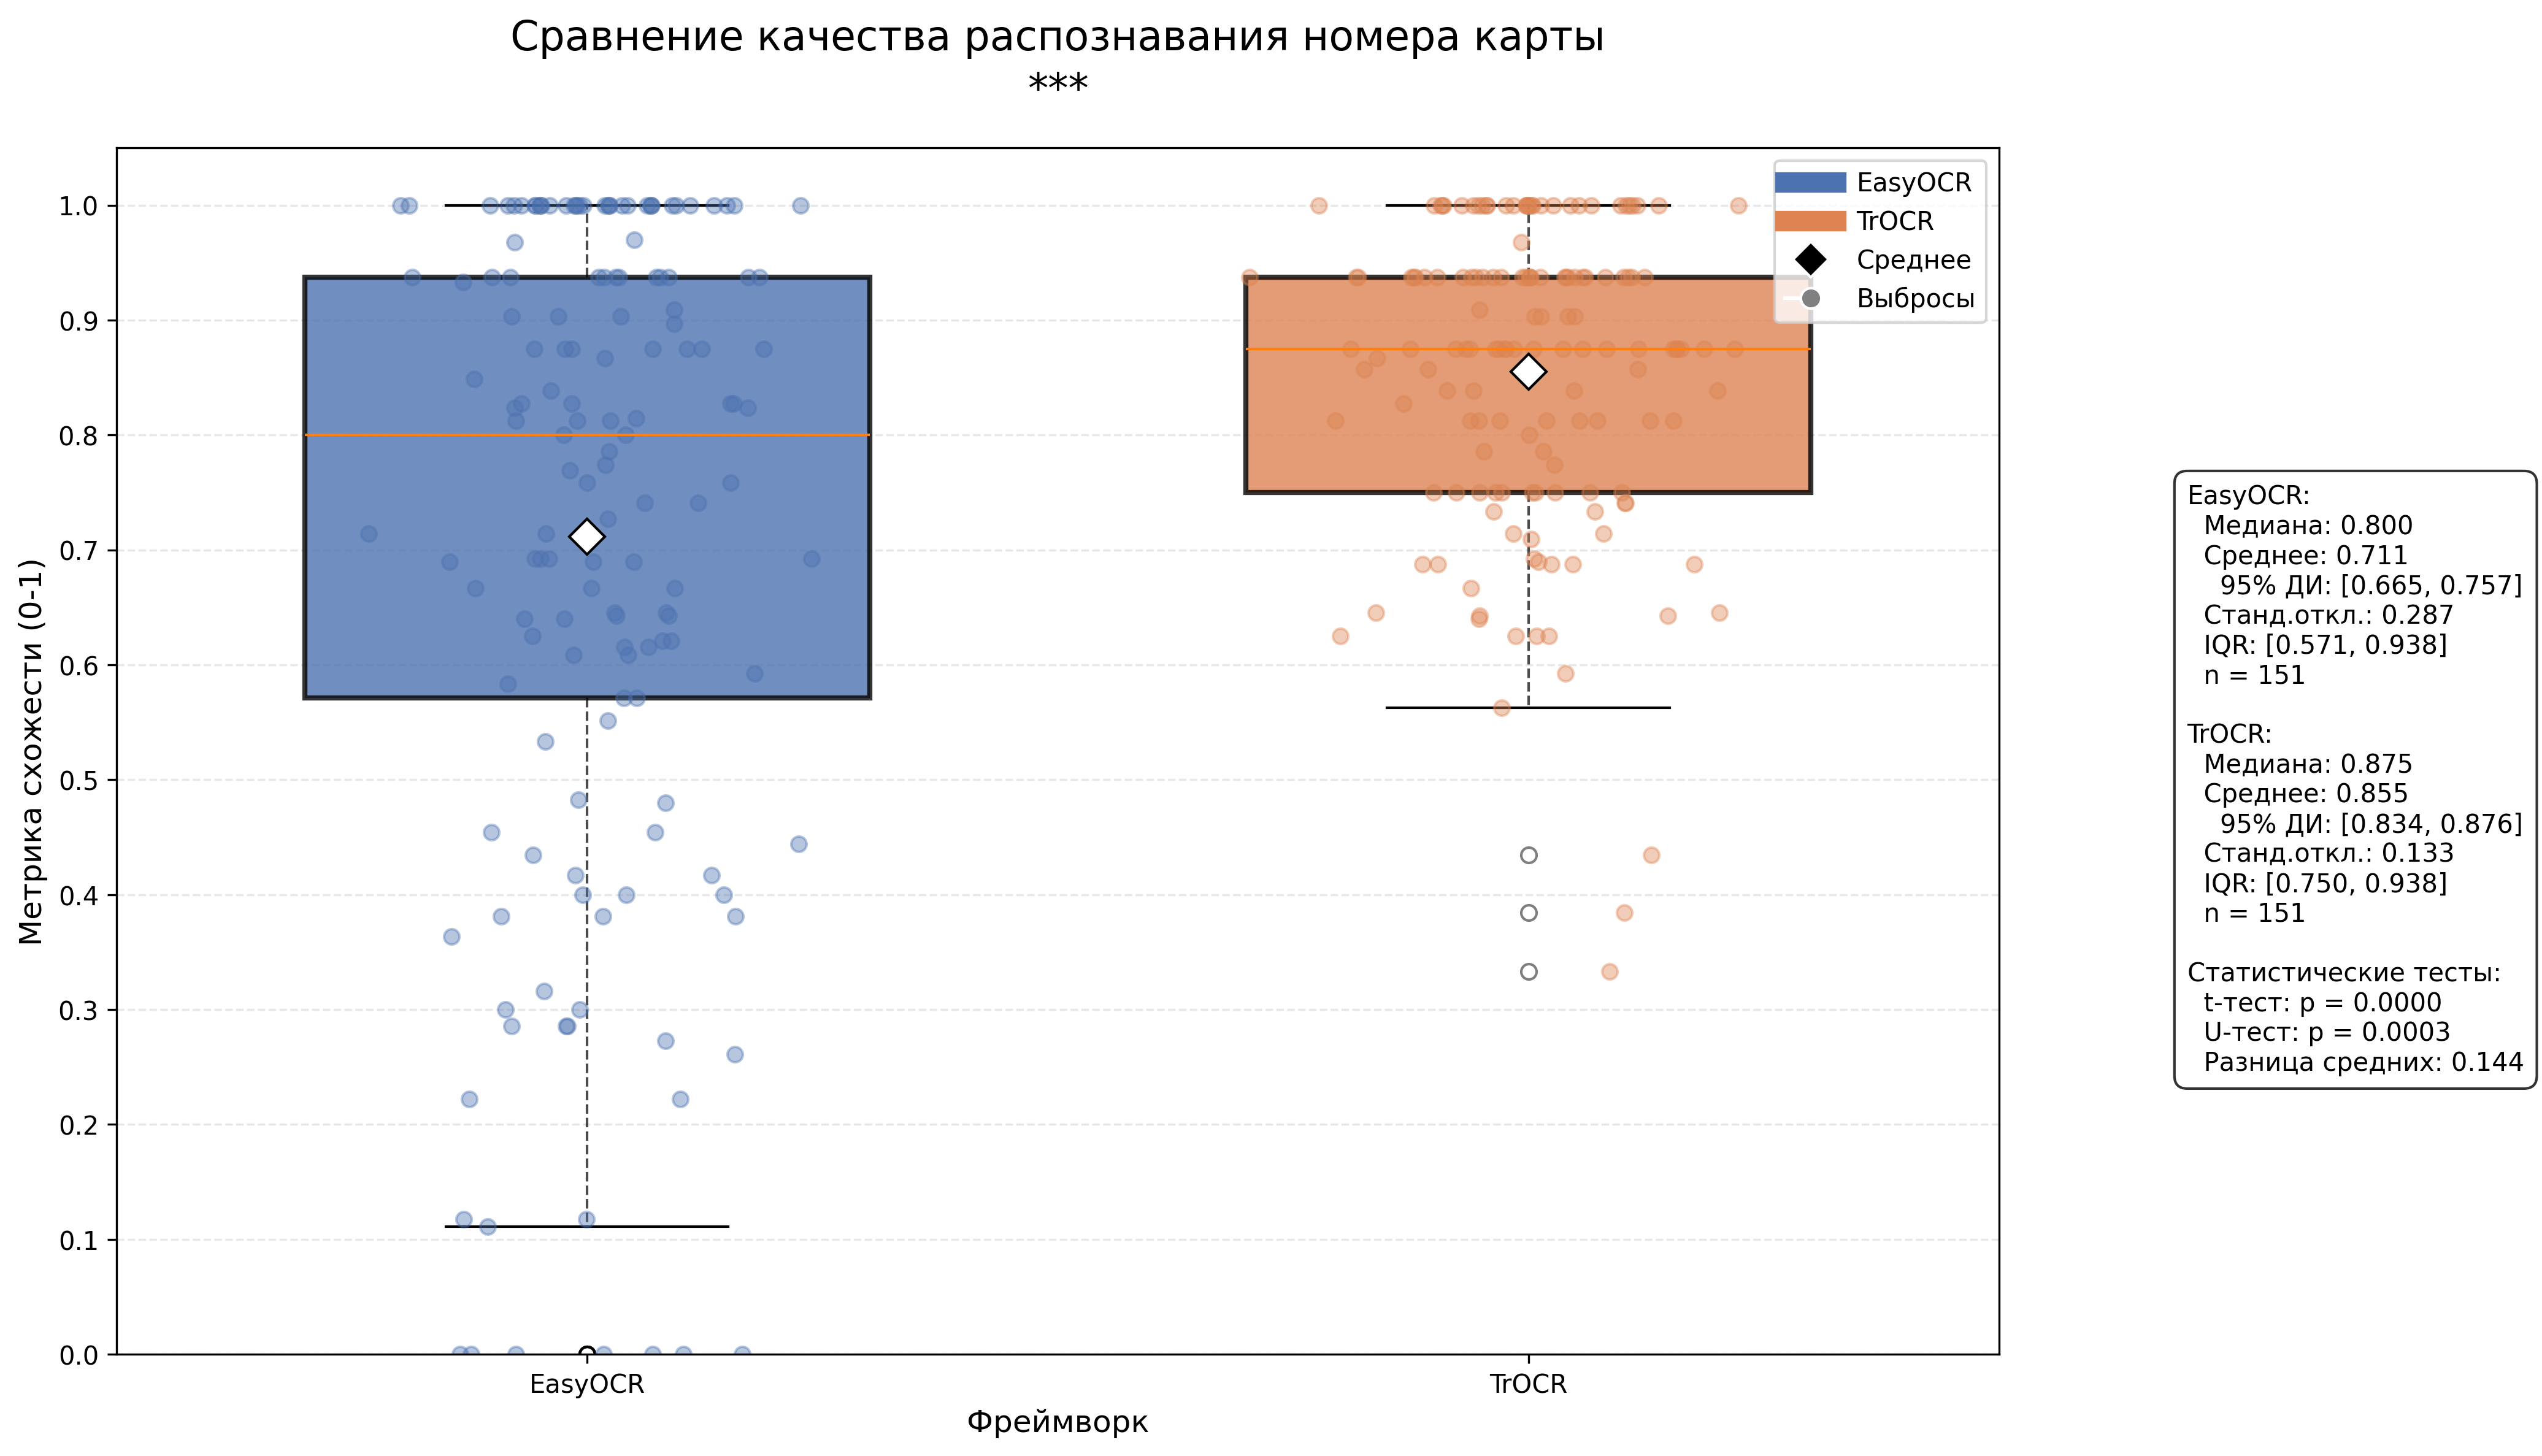 Сравнение качества распознавания номера карты
***
Метрика схожести (0-1)
1.0
0.9
0.8
0.7
0.6
0.5
0.4
0.3
0.2
0.1
0.0
EasyOCR
TrOCR
Фреймворк
EasyOCR
TrOCR
Среднее
Выбросы
EasyOCR:
Медиана: 0.800
Среднее: 0.711
95% ДИ: [0.665, 0.757]
Станд.откл.: 0.287
IQR: [0.571, 0.938]
n = 151
TrOCR:
Медиана: 0.875
Среднее: 0.855
95% ДИ: [0.834, 0.876]
Станд.откл.: 0.133
IQR: [0.750, 0.938]
n = 151
Статистические тесты:
t-тест: p = 0.0000
U-тест: p = 0.0003
Разница средних: 0.144